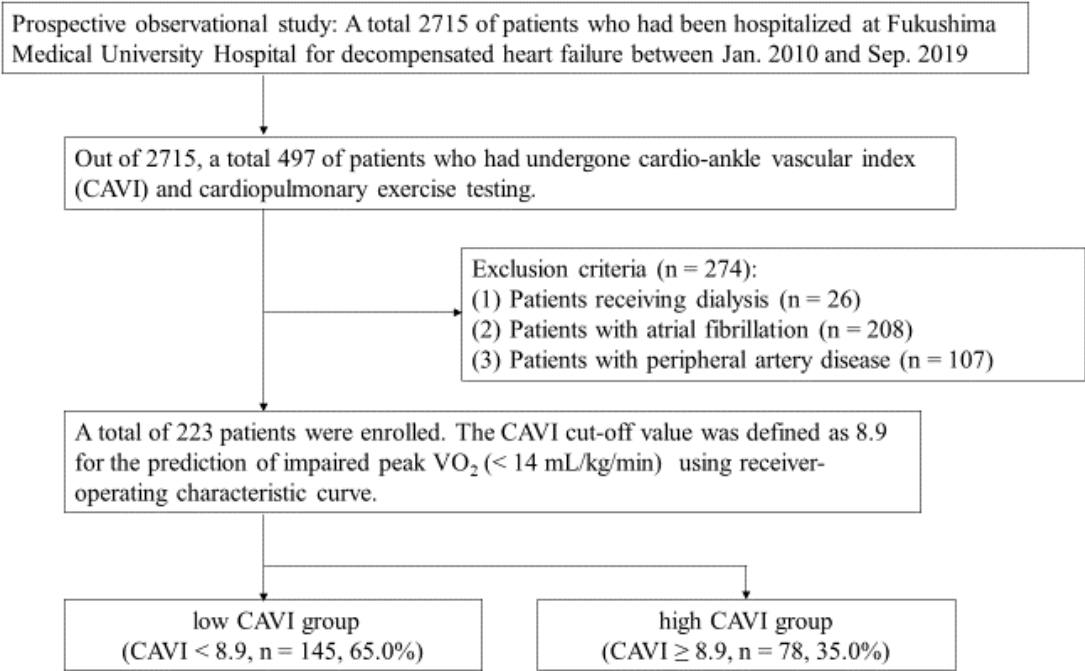 Prospective observational study: A total 2715 of patients who had been hospitalized at Fukushima
Medical University Hospital for decompensated heart failure between Jan. 2010 and Sep. 2019
Out of 2715, a total 497 of patients who had undergone cardio-ankle vascular index
(CAVI) and cardiopulmonary exercise testing.
Exclusion criteria (n = 274):
(1) Patients receiving dialysis (n = 26)
(2) Patients with atrial fibrillation (n = 208)
(3) Patients with peripheral artery disease (n = 107)
A total of 223 patients were enrolled. The CAVI cut-off value was defined as 8.9
for the prediction of impaired peak VO₂ (< 14 mL/kg/min) using receiver-
operating characteristic curve.
low CAVI group
(CAVI < 8.9, n = 145, 65.0%)
high CAVI group
(CAVI ≥ 8.9, n = 78, 35.0%)